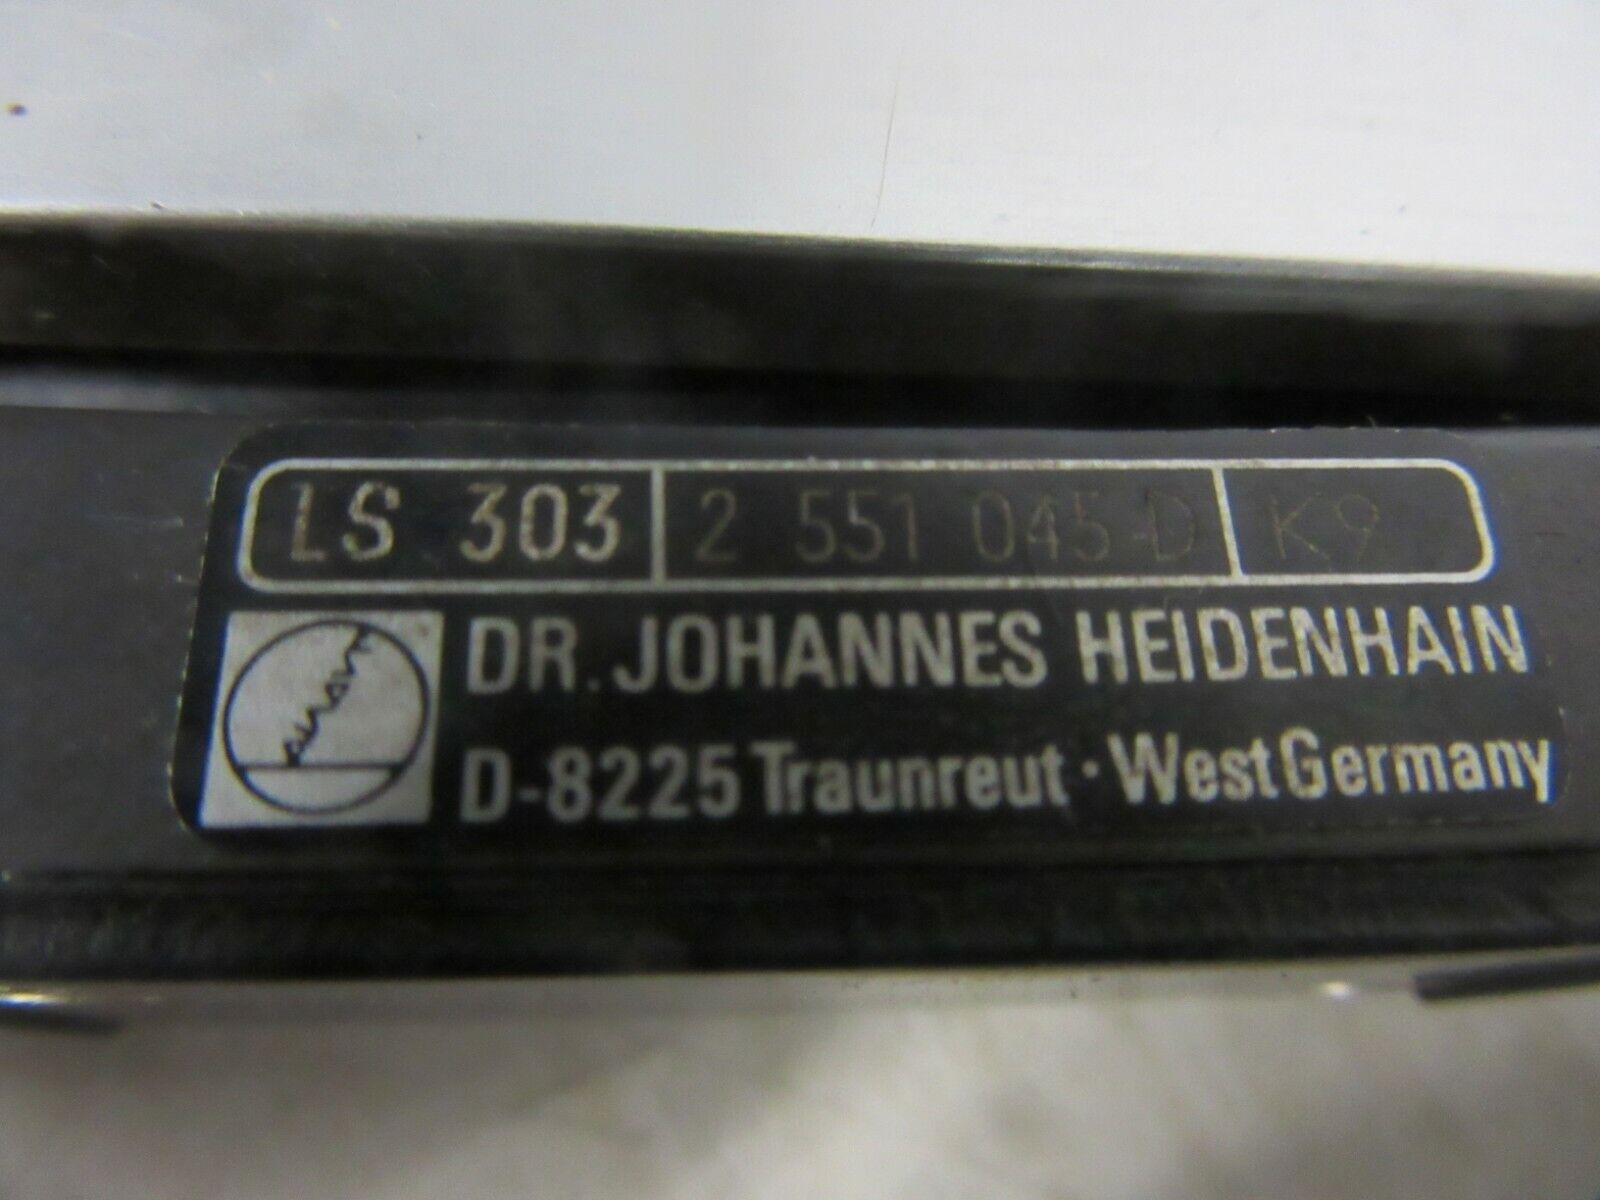 LS 303 2 551 045 D K9
DR. JOHANNES HEIDENHAIN
D-8225 Traunreut · West Germany